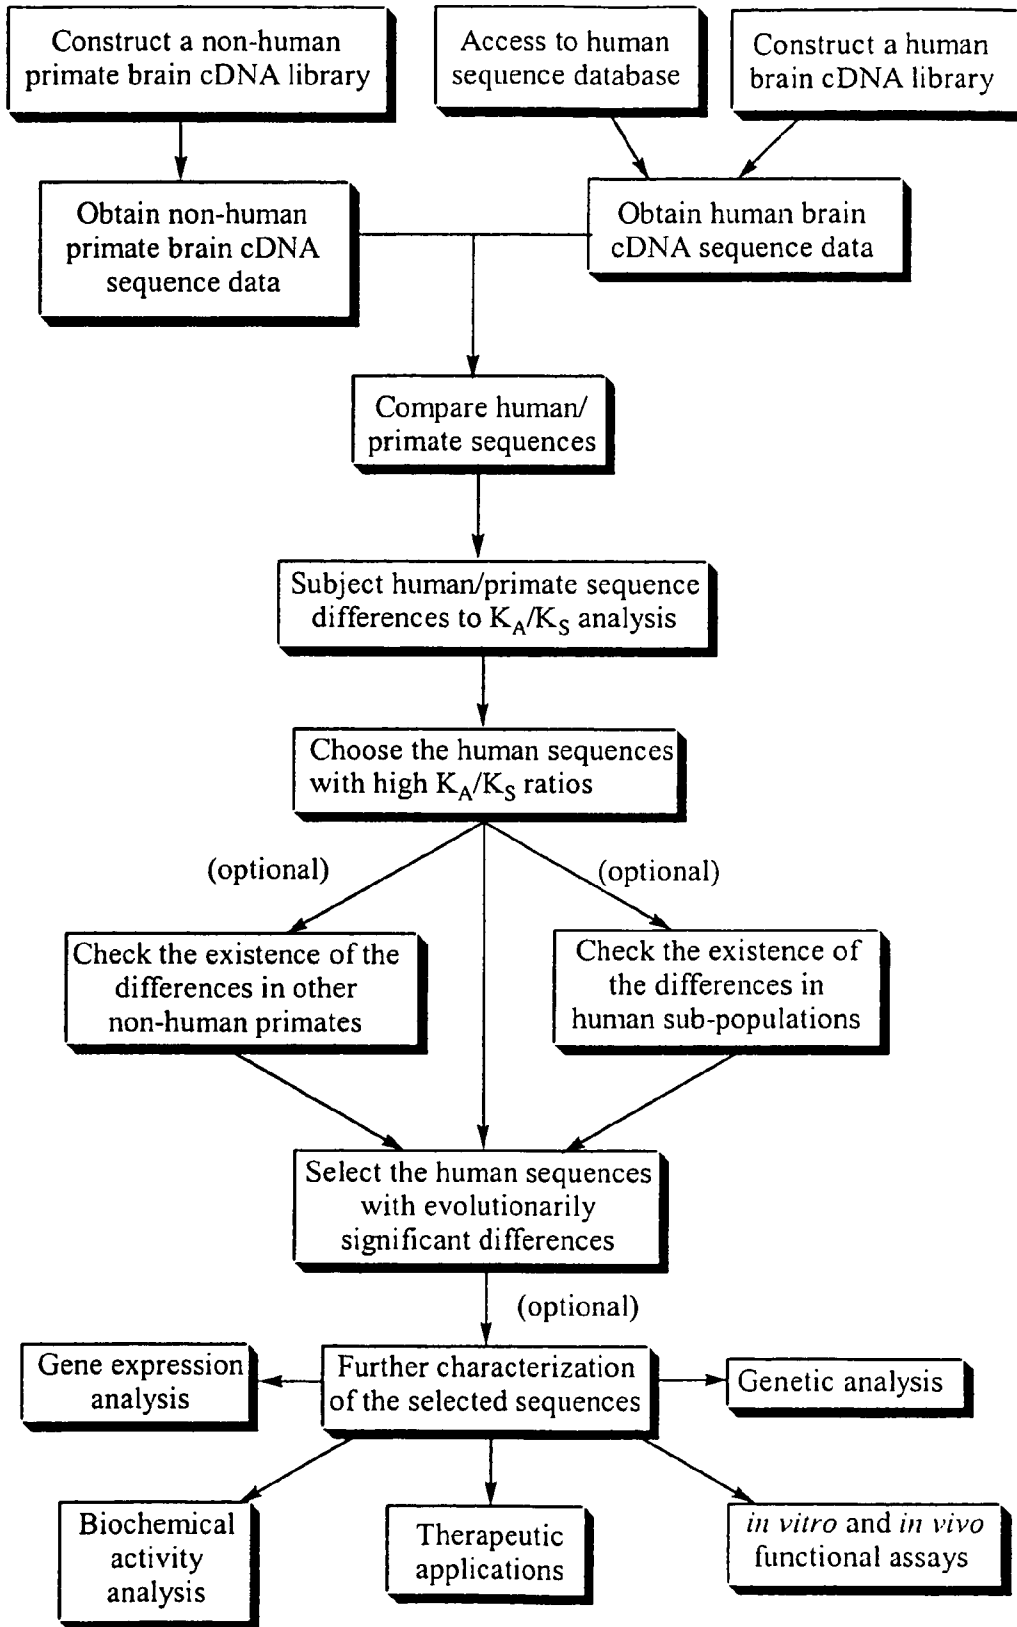 Construct a non-human
primate brain cDNA library
Access to human
sequence database
Construct a human
brain cDNA library
Obtain non-human
primate brain cDNA
sequence data
Obtain human brain
cDNA sequence data
Compare human/
primate sequences
Subject human/primate sequence
differences to KA/KS analysis
Choose the human sequences
with high KA/KS ratios
(optional)
(optional)
Check the existence of the
differences in other
non-human primates
Check the existence of
the differences in
human sub-populations
Select the human sequences
with evolutionarily
significant differences
(optional)
Gene expression
analysis
Further characterization
of the selected sequences
Genetic analysis
Biochemical
activity
analysis
Therapeutic
applications
in vitro and in vivo
functional assays